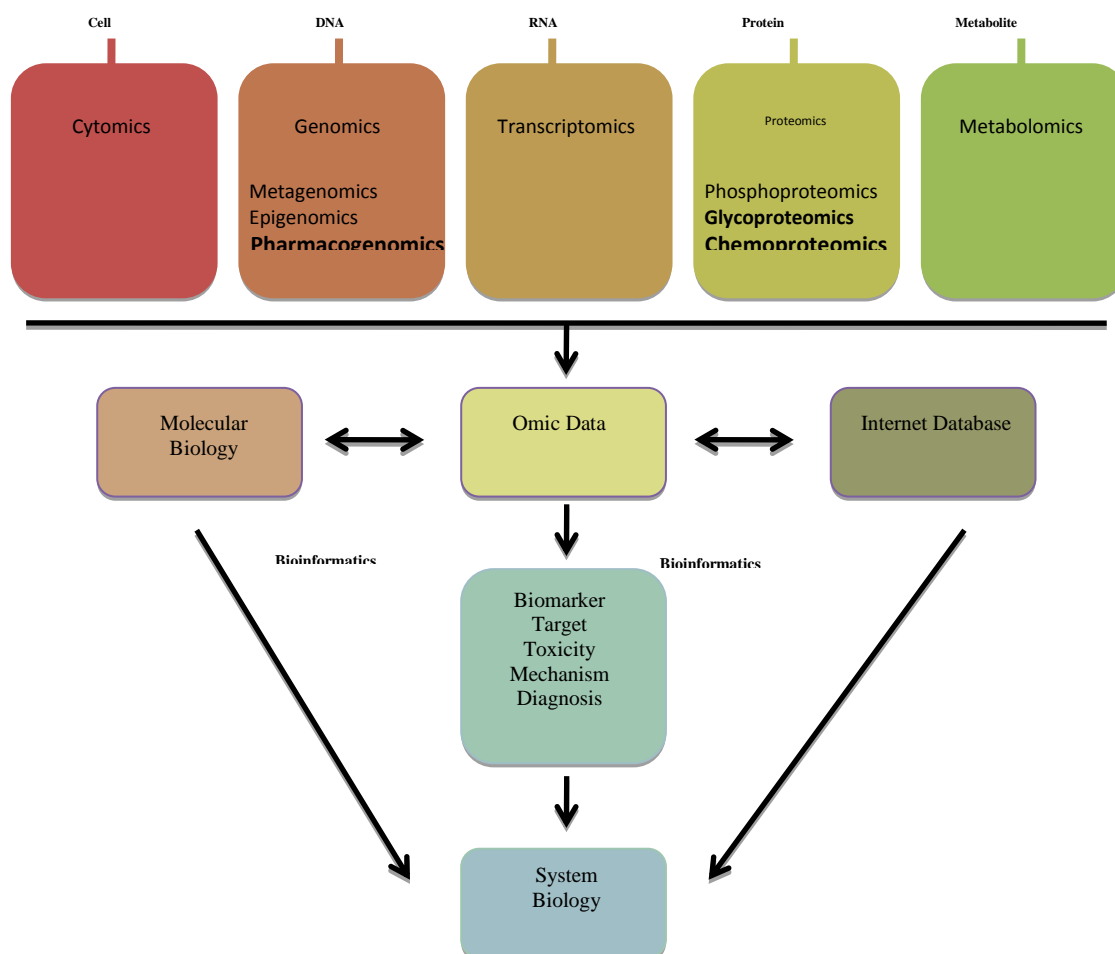 Cell
DNA
RNA
Protein
Metabolite
Cytomics
Genomics
Metagenomics
Epigenomics
Pharmacogenomics
Transcriptomics
Proteomics
Phosphoproteomics
Glycoproteomics
Chemoproteomics
Metabolomics
Molecular
Biology
Omic Data
Internet Database
Bioinformatics
Bioinformatics
Biomarker
Target
Toxicity
Mechanism
Diagnosis
System
Biology